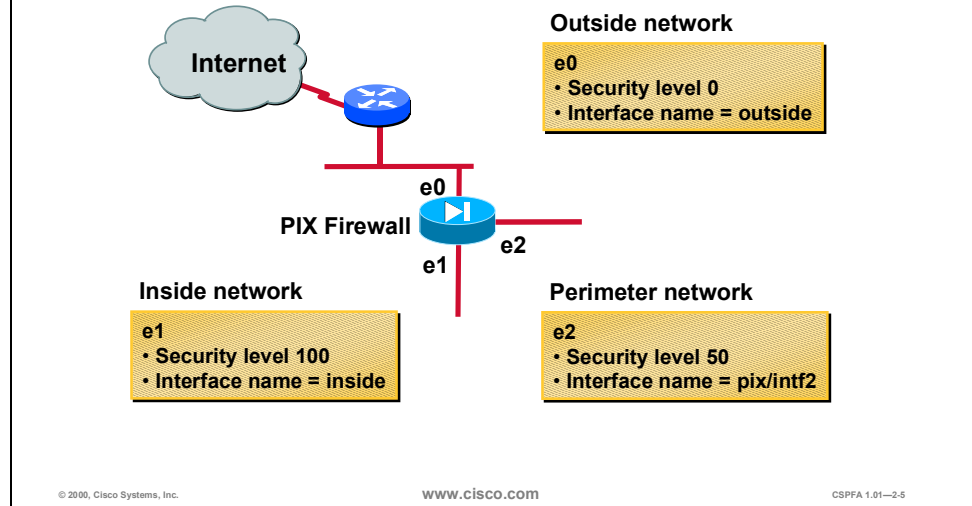 Outside network
Internet
e0
• Security level 0
• Interface name = outside
e0
PIX Firewall
e2
e1
Inside network
e1
• Security level 100
• Interface name = inside
Perimeter network
e2
• Security level 50
• Interface name = pix/intf2
© 2000, Cisco Systems, Inc.
www.cisco.com
CSPFA 1.01—2-5